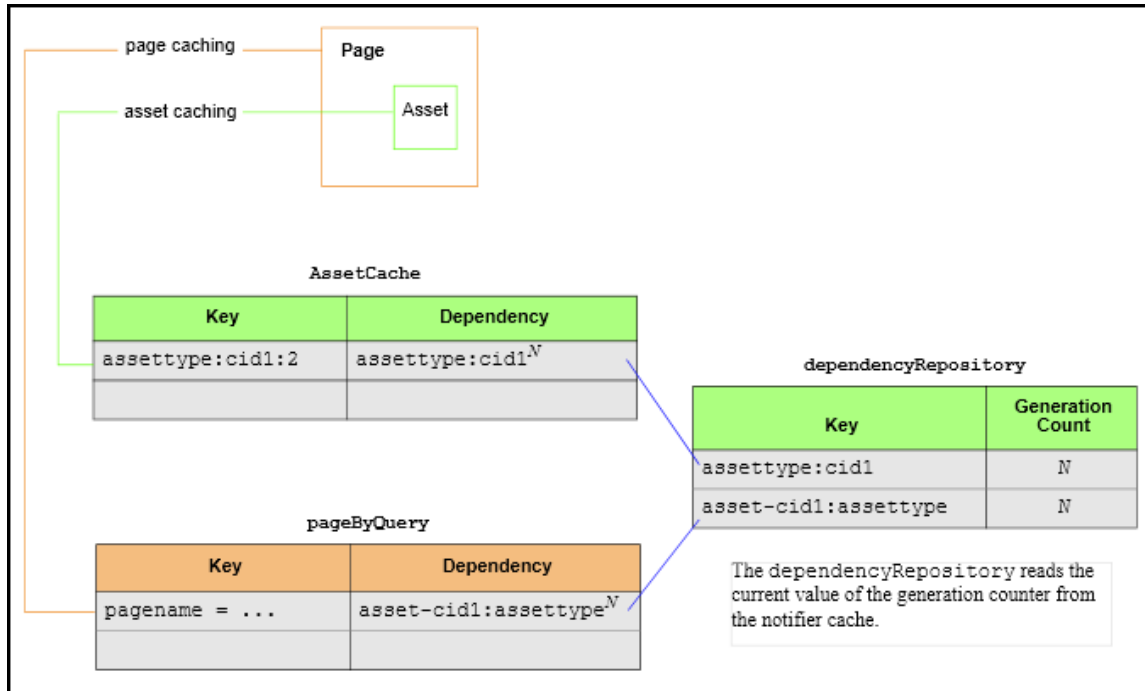 page caching
Page
asset caching
Asset
AssetCache
Key Dependency
assettype:cid1:2 assettype:cid1^N
dependencyRepository
Key Generation Count
assettype:cid1 N
asset-cid1:assettype N
pageByQuery
Key Dependency
pagename = ... asset-cid1:assettype^N
The dependencyRepository reads the
current value of the generation counter from
the notifier cache.